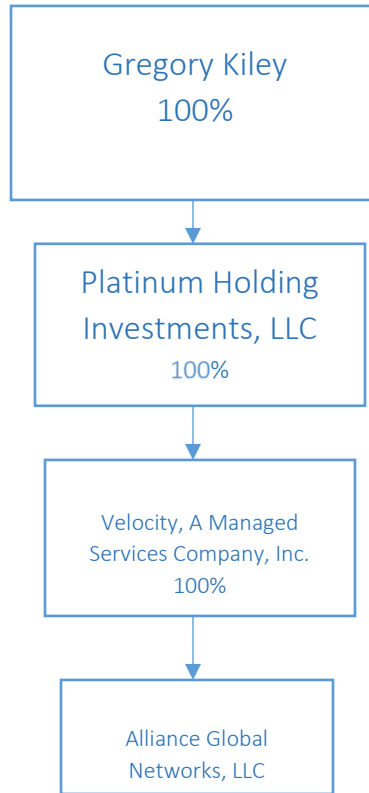 Gregory Kiley
100%
Platinum Holding
Investments, LLC
100%
Velocity, A Managed
Services Company, Inc.
100%
Alliance Global
Networks, LLC